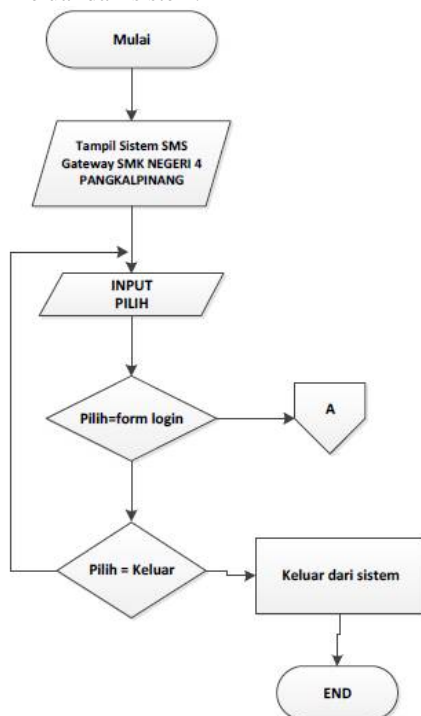 Mulai
Tampil Sistem SMS
Gateway SMK NEGERI 4
PANGKALPINANG
INPUT
PILIH
Pilih=form login
A
Pilih = Keluar
Keluar dari sistem
END